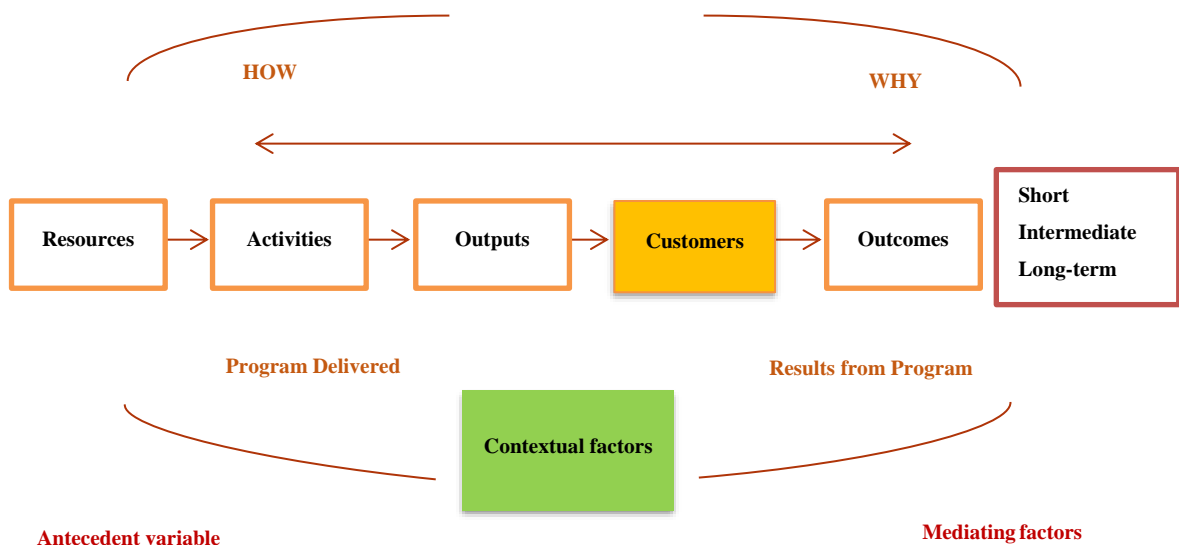 HOW
WHY
Resources
Activities
Outputs
Customers
Outcomes
Short
Intermediate
Long-term
Program Delivered
Results from Program
Contextual factors
Antecedent variable
Mediating factors